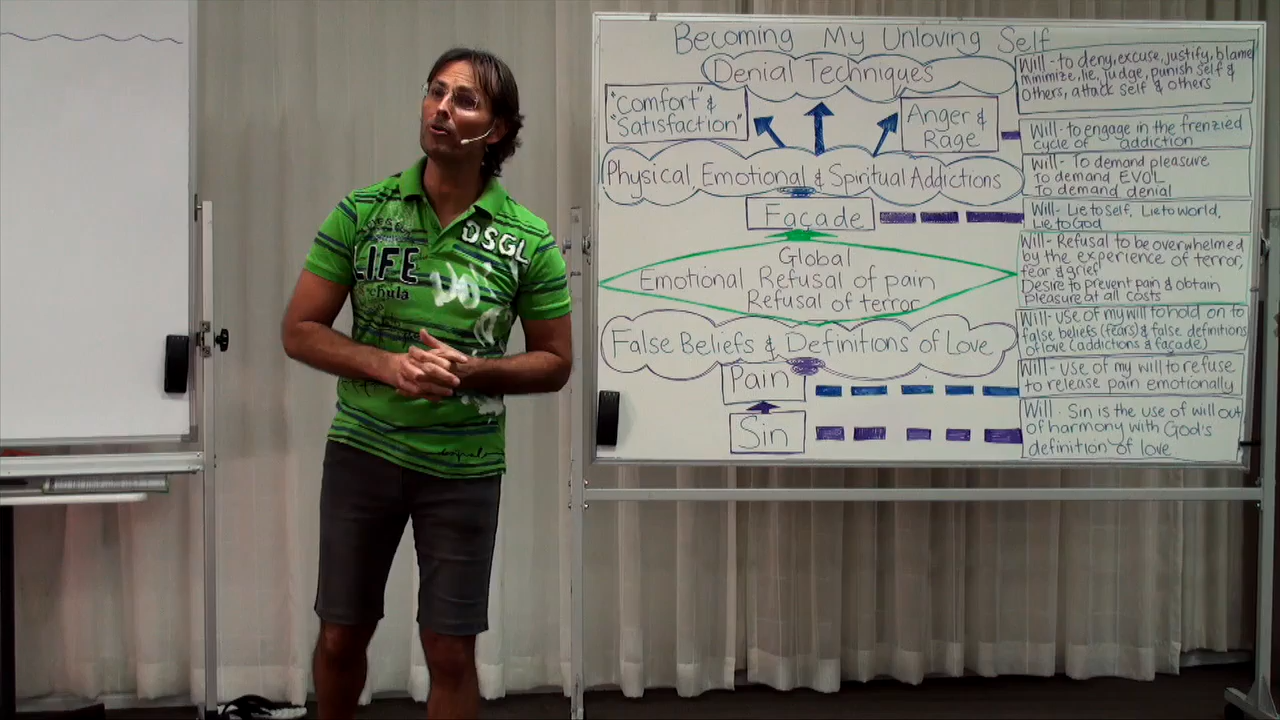 Becoming My Unloving Self
Denial Techniques
"Comfort" &
"Satisfaction"
Anger &
Rage
Physical Emotional & Spiritual Addictions
Façade
Global
Emotional Refusal of pain
Refusal of terror
False Beliefs & Definitions of Love
Pain
Sin
Will - to deny, excuse, justify, blame
minimize, lie, judge, punish self &
others, attack self & others
Will - to engage in the frenzied
cycle of addiction
Will - To demand pleasure
To demand EVOL
To demand denial
Will - Lie to Self, Lie to world,
Lie to God
Will - Refusal to be overwhelmed
by the experience of terror,
fear & grief
Desire to prevent pain & obtain
pleasure at all costs
Will - use of my will to hold on to
false beliefs (fears) & false definitions
of love (addictions & façade)
Will - Use of my will to refuse
to release pain emotionally
Will - Sin is the use of will out
of harmony with God's
definition of love
DSGL
LIFE